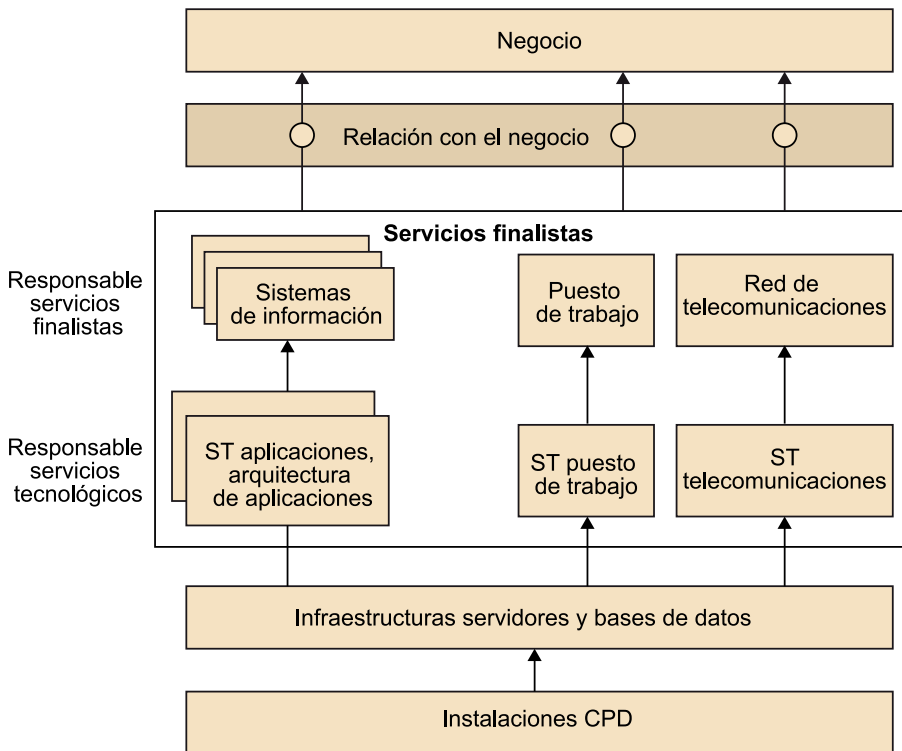 Negocio
Relación con el negocio
Servicios finalistas
Responsable
servicios
finalistas
Sistemas
de información
Puesto
de trabajo
Red de
telecomunicaciones
Responsable
servicios
tecnológicos
ST aplicaciones,
arquitectura
de aplicaciones
ST puesto
de trabajo
ST
telecomunicaciones
Infraestructuras servidores y bases de datos
Instalaciones CPD